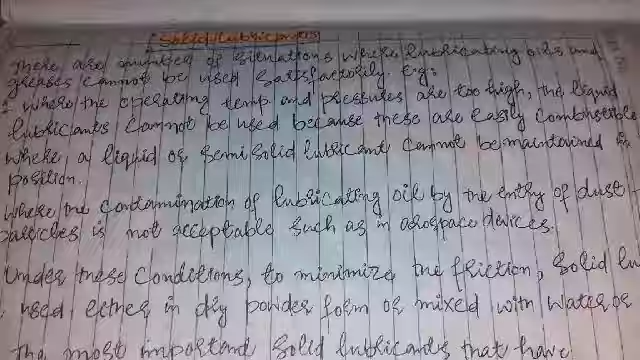 Solid Lubricants
There are number of situations where lubricating oils and
greases cannot be used satisfactorily. e.g:
where the operating temp and pressures are too high, the liquid
lubricants cannot be used because these are easily combustible
where a liquid or semisolid lubricant cannot be maintained in
position.
where the contamination of lubricating oil by the entry of dust
particles is not acceptable such as in aerospace devices.
Under these conditions, to minimize the friction, solid lu
used, either in dry powder form or mixed with water or
The most important solid lubricants that have